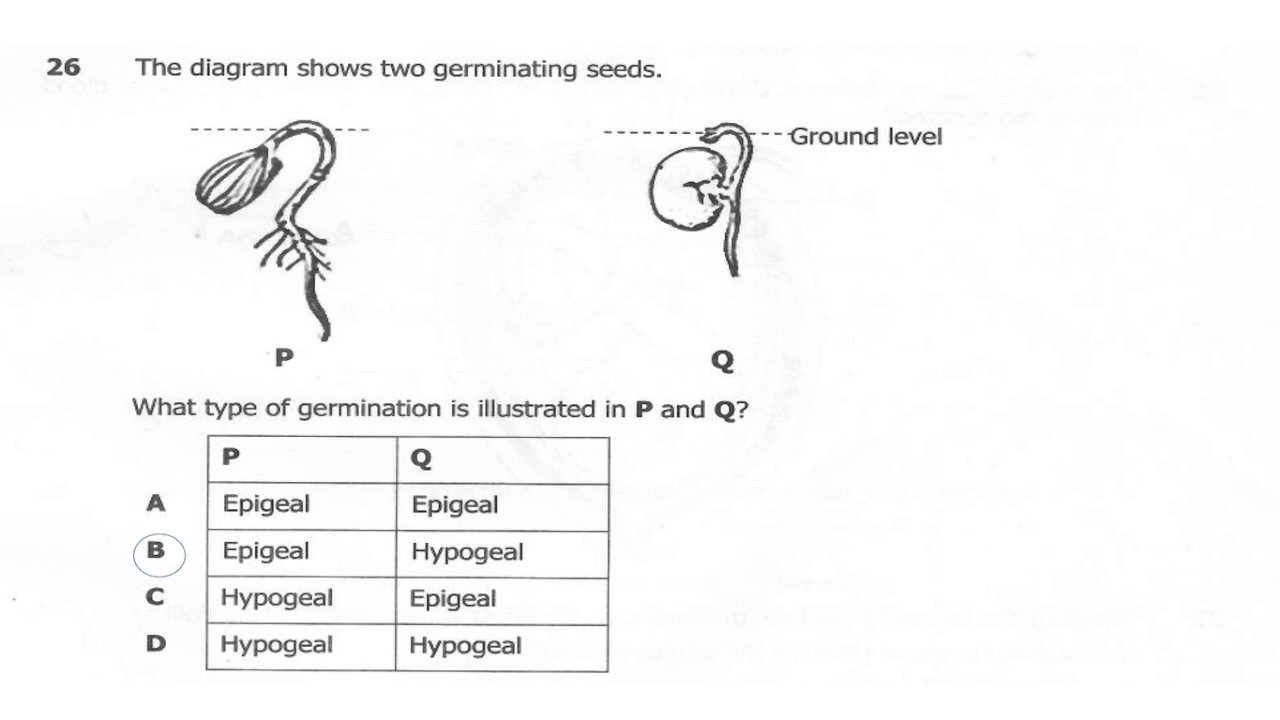 26 The diagram shows two germinating seeds.
Ground level
P Q
What type of germination is illustrated in P and Q?
P Q
A Epigeal Epigeal
B Epigeal Hypogeal
C Hypogeal Epigeal
D Hypogeal Hypogeal